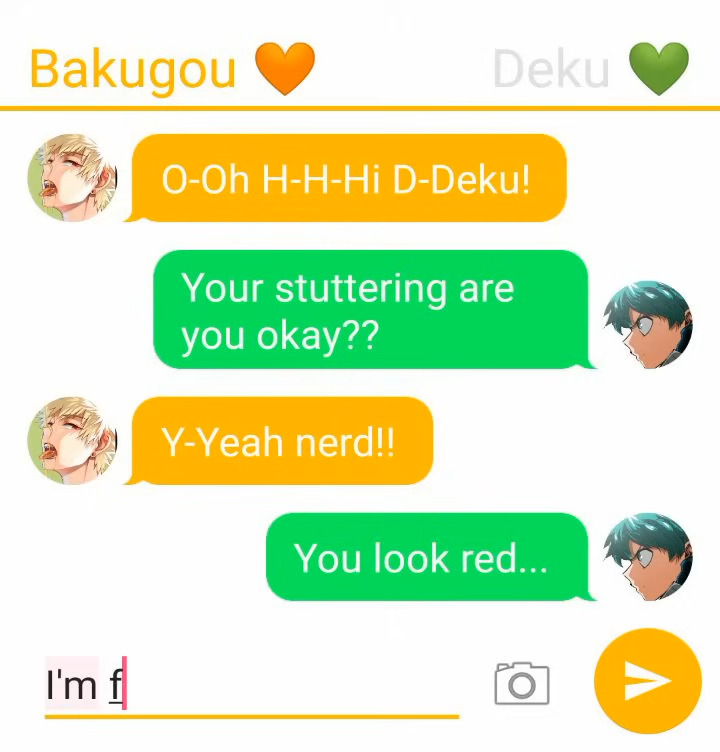 Bakugou 🧡 Deku 💚
O-Oh H-H-Hi D-Deku!
Your stuttering are
you okay??
Y-Yeah nerd!!
You look red...
I'm f